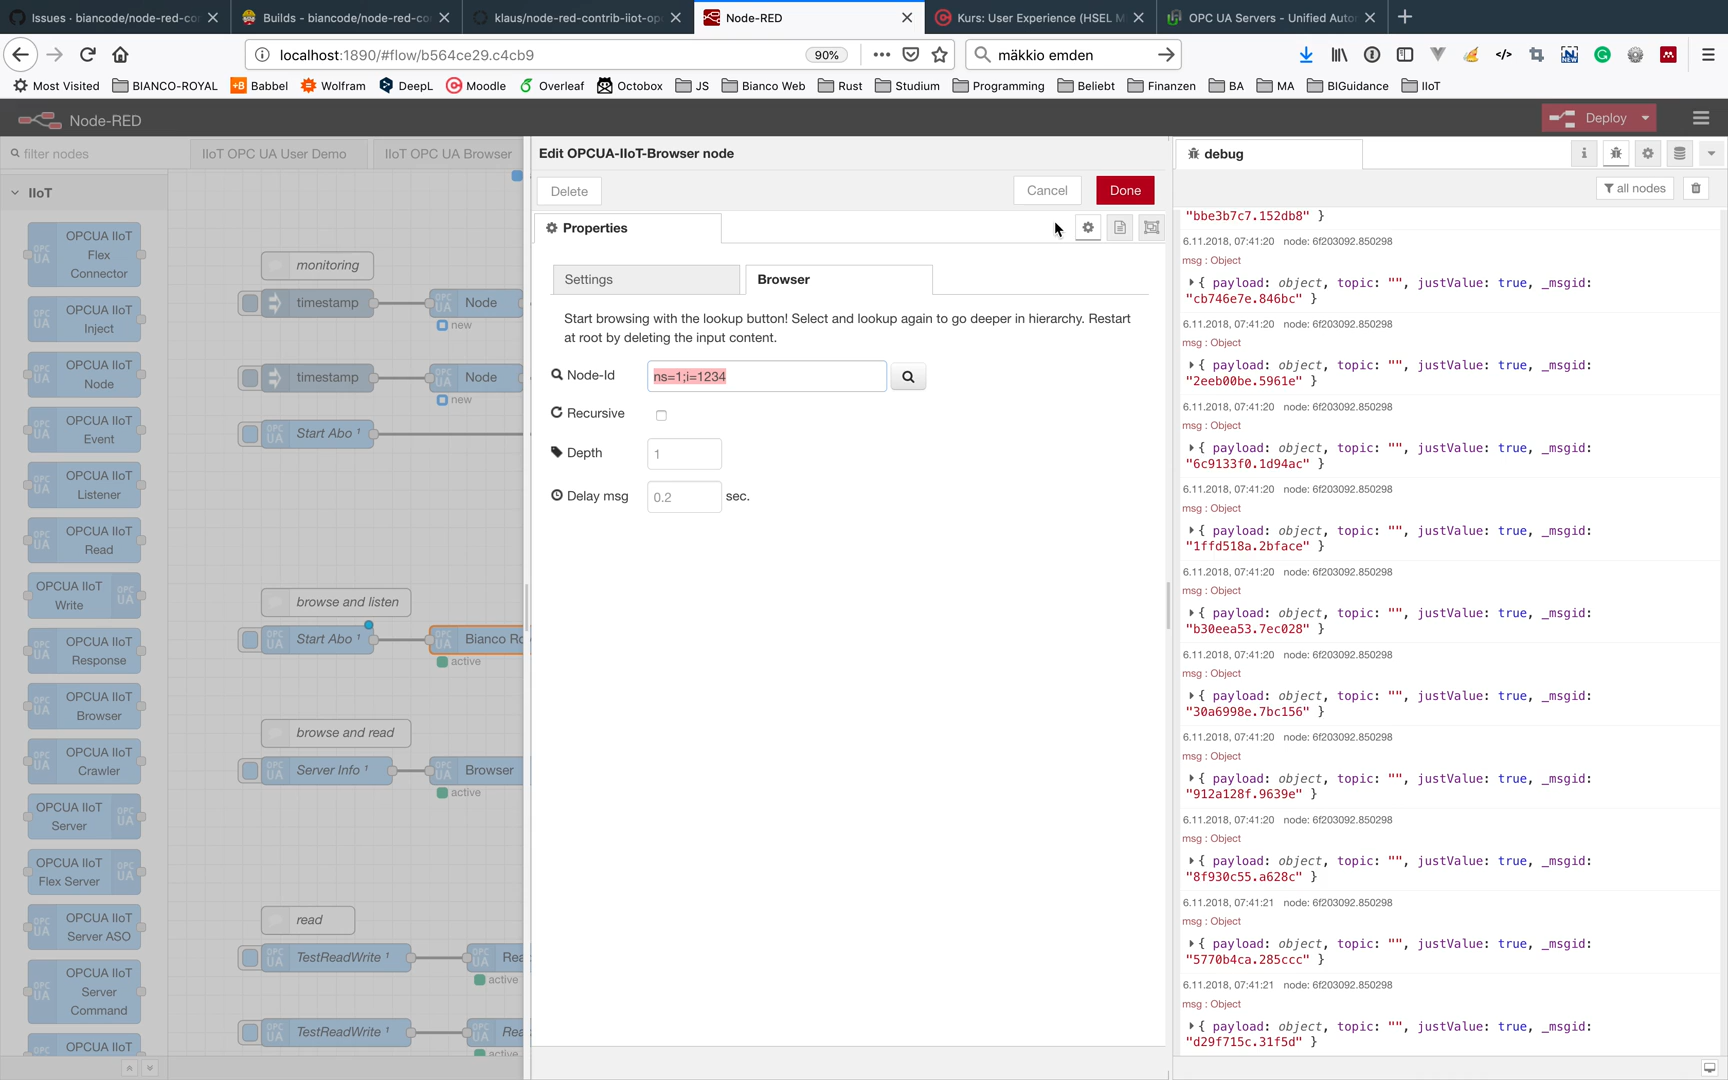 Issues · biancode/node-red-co
Builds - biancode/node-red-co
klaus/node-red-contrib-iiot-op
Node-RED
Kurs: User Experience (HSEL M
OPC UA Servers - Unified Autom
localhost:1890/#flow/b564ce29.c4cb9
90%
mäkkio emden
Most Visited
BIANCO-ROYAL
+B Babbel
Wolfram
DeepL
Moodle
Overleaf
Octobox
JS
Bianco Web
Rust
Studium
Programming
Beliebt
Finanzen
BA
MA
BIGuidance
IIoT
Node-RED
Deploy
filter nodes
IIoT
OPCUA IIoT
Flex
Connector
OPCUA IIoT
Inject
OPCUA IIoT
Node
OPCUA IIoT
Event
OPCUA IIoT
Listener
OPCUA IIoT
Read
OPCUA IIoT
Write
OPCUA IIoT
Response
OPCUA IIoT
Browser
OPCUA IIoT
Crawler
OPCUA IIoT
Server
OPCUA IIoT
Flex Server
OPCUA IIoT
Server ASO
OPCUA IIoT
Server
Command
OPCUA IIoT
IIoT OPC UA User Demo
IIoT OPC UA Browser
monitoring
timestamp
Node
new
timestamp
Node
new
Start Abo ¹
browse and listen
Start Abo ¹
Bianco Ro
active
browse and read
Server Info ¹
Browser
active
read
TestReadWrite ¹
Rea
active
TestReadWrite ¹
Rea
active
Edit OPCUA-IIoT-Browser node
Delete
Cancel
Done
Properties
Settings
Browser
Start browsing with the lookup button! Select and lookup again to go deeper in hierarchy. Restart
at root by deleting the input content.
Node-Id
ns=1;i=1234
Recursive
Depth
1
Delay msg
0.2
sec.
debug
all nodes
"bbe3b7c7.152db8" }
6.11.2018, 07:41:20 node: 6f203092.850298
msg : Object
{ payload: object, topic: "", justValue: true, _msgid:
"cb746e7e.846bc" }
6.11.2018, 07:41:20 node: 6f203092.850298
msg : Object
{ payload: object, topic: "", justValue: true, _msgid:
"2eeb00be.5961e" }
6.11.2018, 07:41:20 node: 6f203092.850298
msg : Object
{ payload: object, topic: "", justValue: true, _msgid:
"6c9133f0.1d94ac" }
6.11.2018, 07:41:20 node: 6f203092.850298
msg : Object
{ payload: object, topic: "", justValue: true, _msgid:
"1ffd518a.2bface" }
6.11.2018, 07:41:20 node: 6f203092.850298
msg : Object
{ payload: object, topic: "", justValue: true, _msgid:
"b30eea53.7ec028" }
6.11.2018, 07:41:20 node: 6f203092.850298
msg : Object
{ payload: object, topic: "", justValue: true, _msgid:
"30a6998e.7bc156" }
6.11.2018, 07:41:20 node: 6f203092.850298
msg : Object
{ payload: object, topic: "", justValue: true, _msgid:
"912a128f.9639e" }
6.11.2018, 07:41:20 node: 6f203092.850298
msg : Object
{ payload: object, topic: "", justValue: true, _msgid:
"8f930c55.a628c" }
6.11.2018, 07:41:21 node: 6f203092.850298
msg : Object
{ payload: object, topic: "", justValue: true, _msgid:
"5770b4ca.285ccc" }
6.11.2018, 07:41:21 node: 6f203092.850298
msg : Object
{ payload: object, topic: "", justValue: true, _msgid:
"d29f715c.31f5d" }